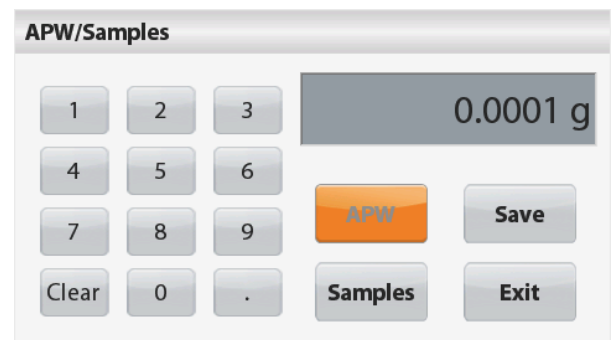 APW/Samples
0.0001 g
1 2 3
4 5 6
7 8 9
Clear 0 .
APW Save
Samples Exit